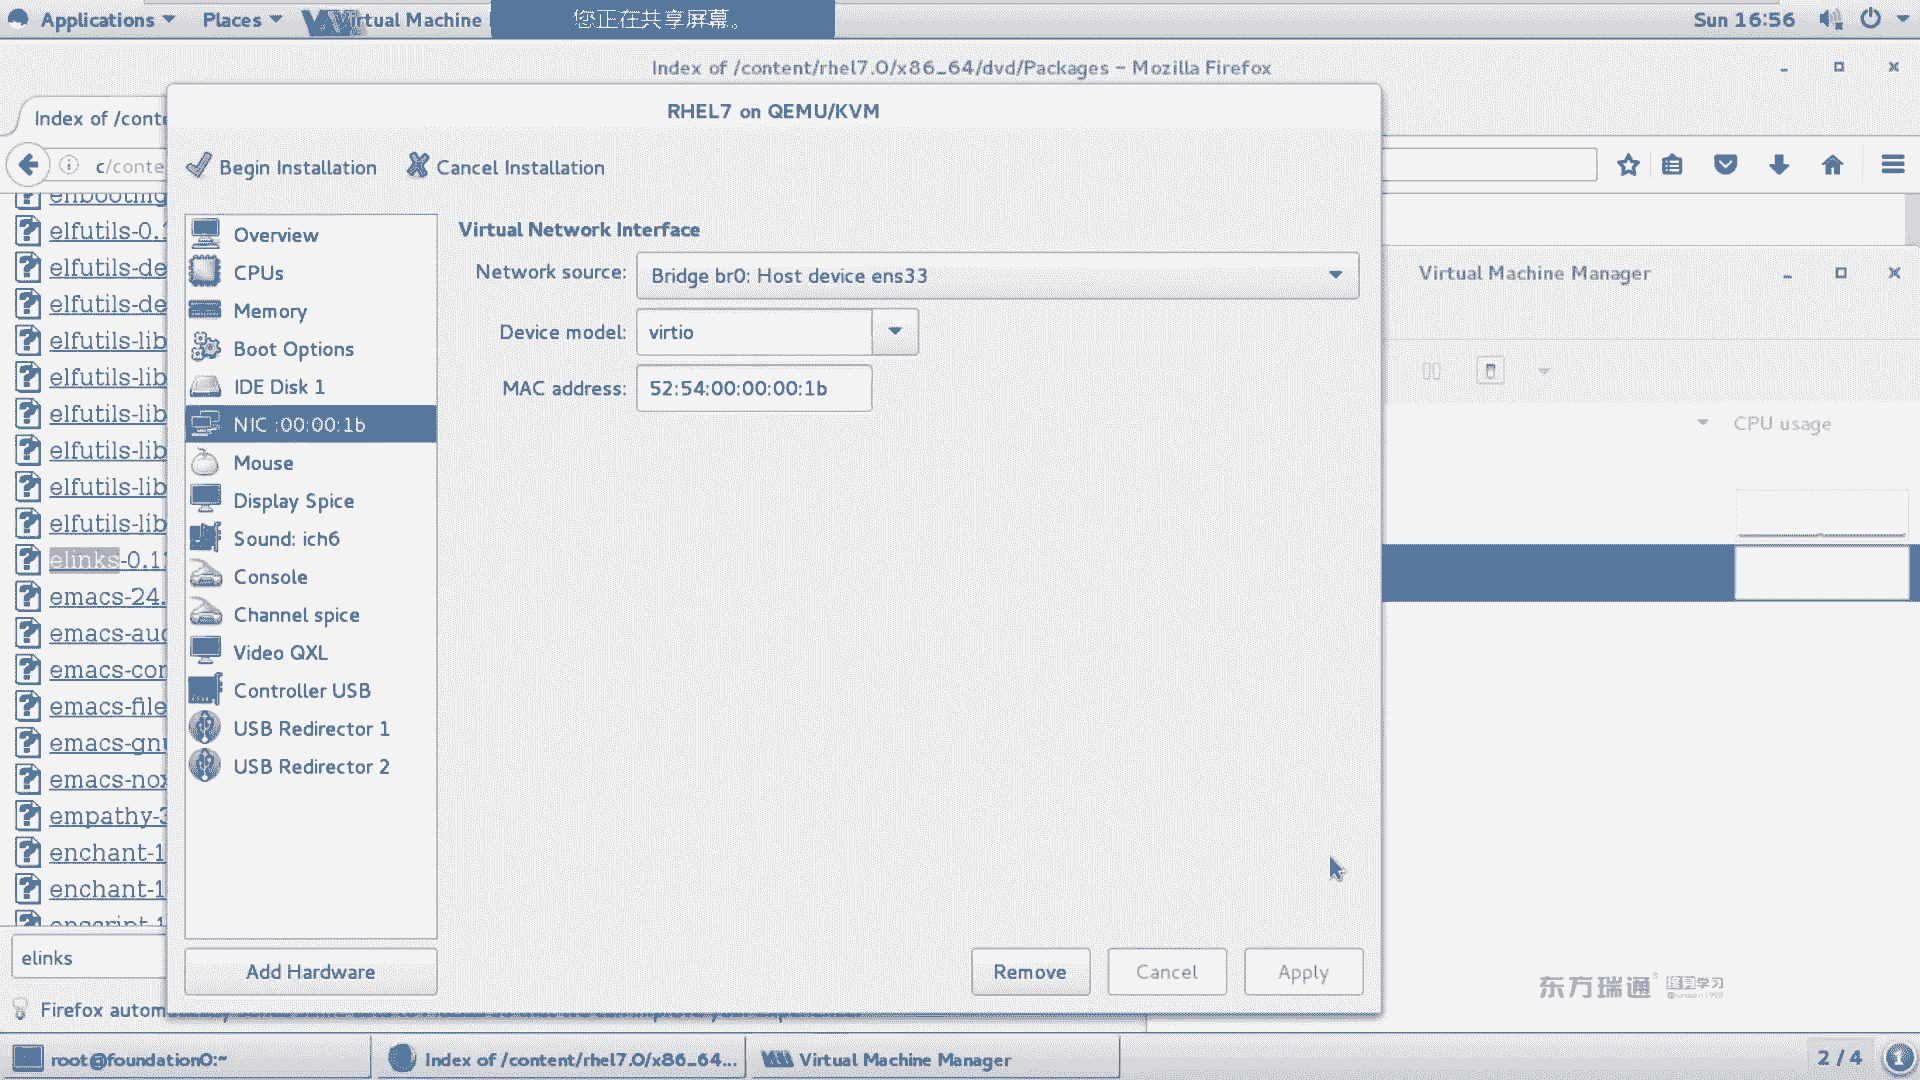 Applications
Places
Virtual Machine
您正在共享屏幕。
Sun 16:56
Index of /content/rhel7.0/x86_64/dvd/Packages - Mozilla Firefox
Index of /conte
c/conte
RHEL7 on QEMU/KVM
Begin Installation
Cancel Installation
Overview
CPUs
Memory
Boot Options
IDE Disk 1
NIC :00:00:1b
Mouse
Display Spice
Sound: ich6
Console
Channel spice
Video QXL
Controller USB
USB Redirector 1
USB Redirector 2
Add Hardware
Virtual Network Interface
Network source: Bridge br0: Host device ens33
Device model: virtio
MAC address: 52:54:00:00:00:1b
Remove
Cancel
Apply
Virtual Machine Manager
CPU usage
elfutils-0.1
elfutils-de
elfutils-de
elfutils-lib
elfutils-lib
elfutils-lib
elfutils-lib
elfutils-lib
elfutils-lib
elinks-0.1
emacs-24.
emacs-auc
emacs-con
emacs-file
emacs-gnu
emacs-nox
empathy-3
enchant-1
enchant-1
enscript-1
elinks
Firefox autom
东方瑞通 终身学习
root@foundation0:~
Index of /content/rhel7.0/x86_64...
Virtual Machine Manager
2 / 4
1